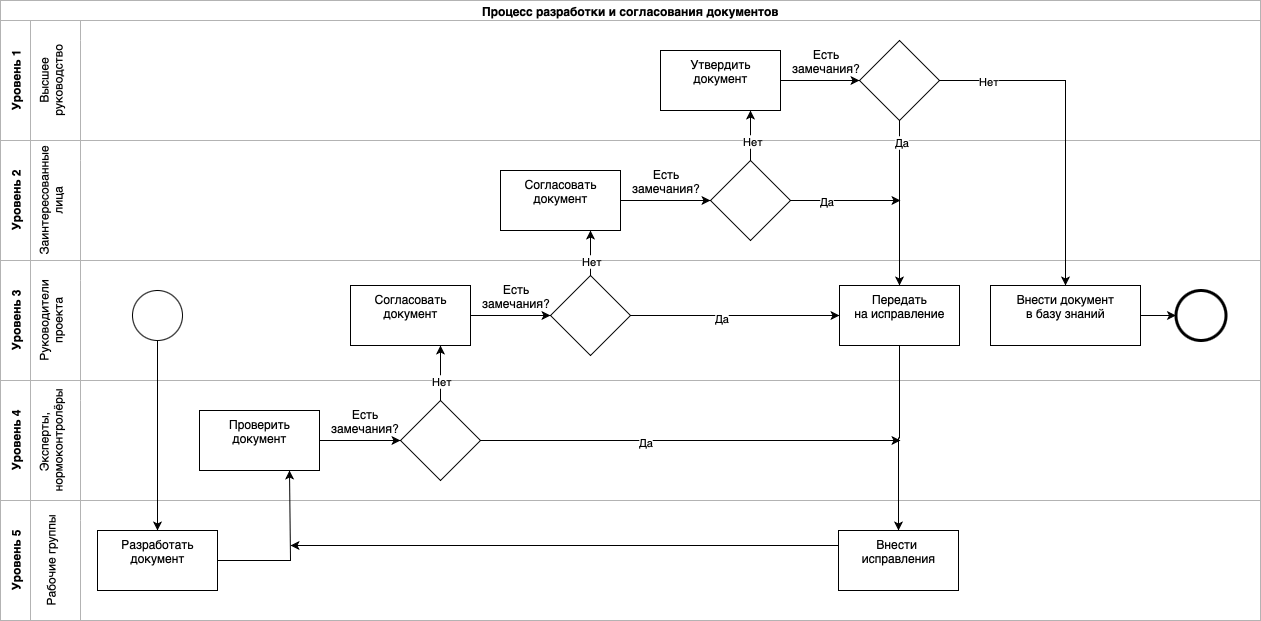 Процесс разработки и согласования документов
Уровень 1
Высшее
руководство
Утвердить
документ
Есть
замечания?
Нет
Да
Нет
Уровень 2
Заинтересованные
лица
Согласовать
документ
Есть
замечания?
Да
Нет
Уровень 3
Руководители
проекта
Согласовать
документ
Есть
замечания?
Да
Передать
на исправление
Внести документ
в базу знаний
Нет
Уровень 4
Эксперты,
нормоконтролёры
Проверить
документ
Есть
замечания?
Да
Уровень 5
Рабочие группы
Разработать
документ
Внести
исправления